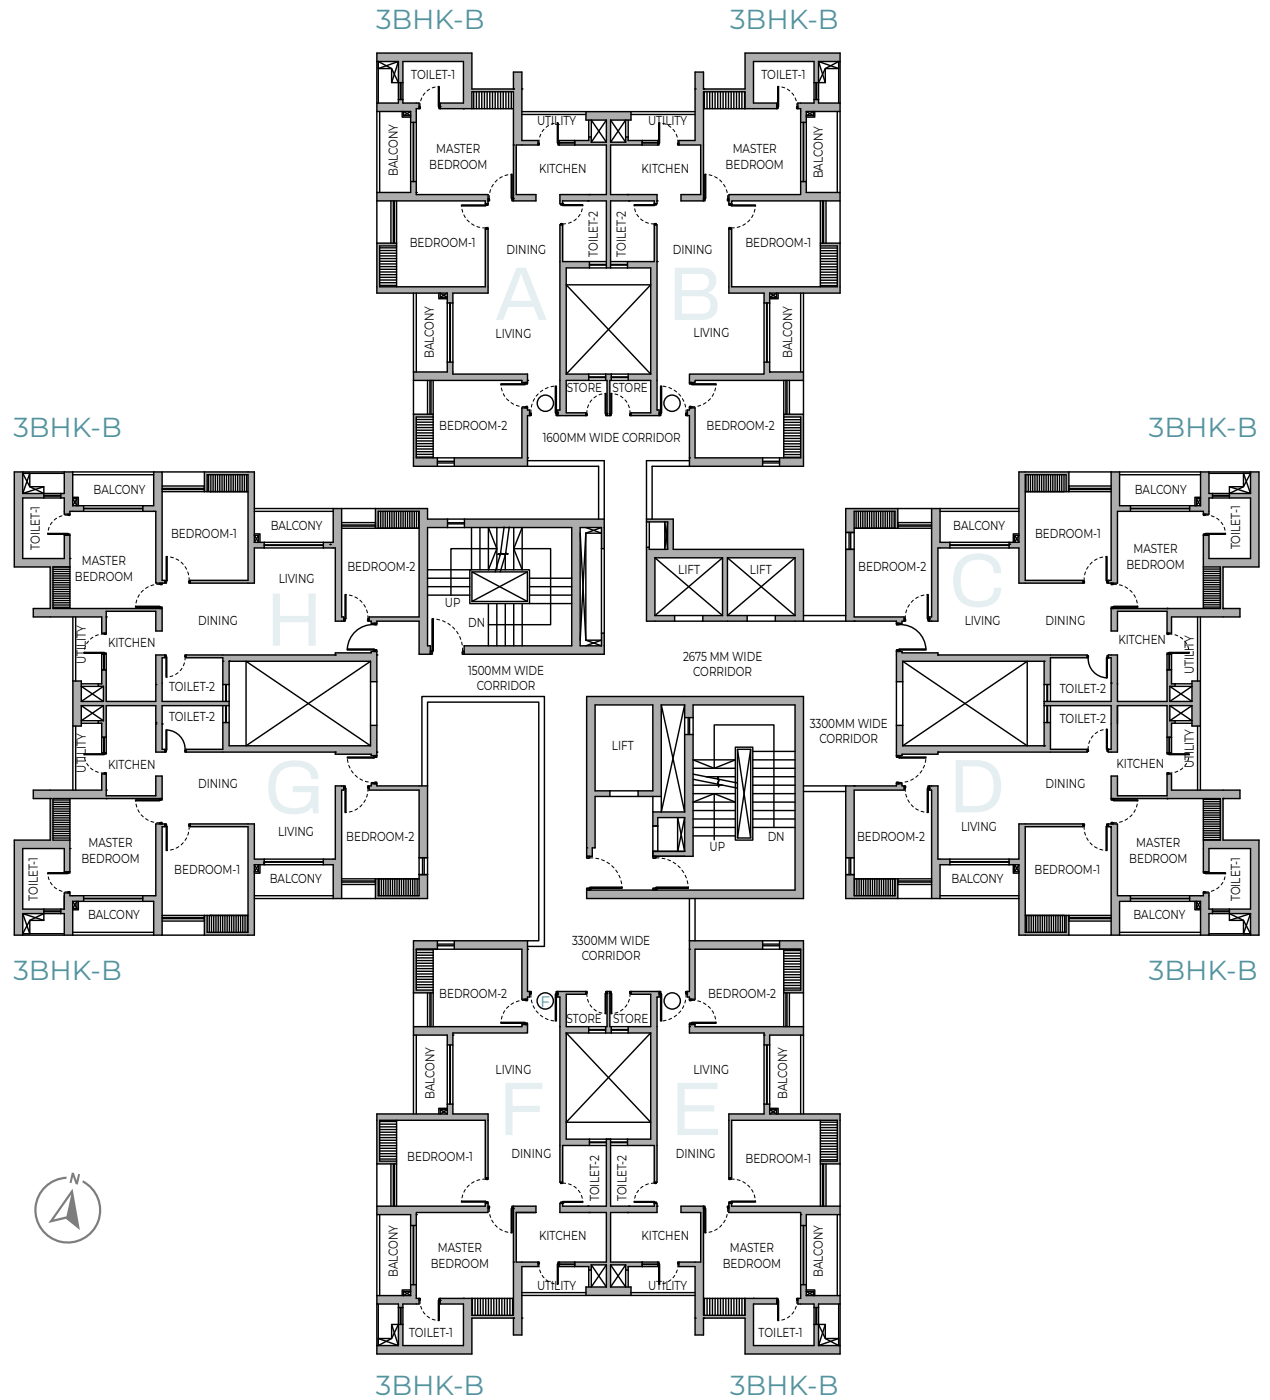 3BHK-B
3BHK-B
TOILET-1
TOILET-1
UTILITY
UTILITY
BALCONY
MASTER
BEDROOM
KITCHEN
KITCHEN
MASTER
BEDROOM
BALCONY
BEDROOM-1
DINING
TOILET-2
TOILET-2
DINING
BEDROOM-1
A
B
BALCONY
LIVING
LIVING
BALCONY
STORE
STORE
BEDROOM-2
BEDROOM-2
1600MM WIDE CORRIDOR
3BHK-B
3BHK-B
BALCONY
TOILET-1
BEDROOM-1
BALCONY
MASTER
BEDROOM
LIVING
BEDROOM-2
H
DINING
KITCHEN
UTILITY
TOILET-2
UP
DN
LIFT
LIFT
1500MM WIDE
CORRIDOR
2675 MM WIDE
CORRIDOR
BALCONY
BALCONY
BEDROOM-1
TOILET-1
MASTER
BEDROOM
BEDROOM-2
C
LIVING
DINING
KITCHEN
UTILITY
TOILET-2
TOILET-2
UTILITY
KITCHEN
DINING
G
LIVING
BEDROOM-2
MASTER
BEDROOM
BEDROOM-1
TOILET-1
BALCONY
BALCONY
LIFT
UP
DN
3300MM WIDE
CORRIDOR
TOILET-2
UTILITY
KITCHEN
DINING
D
LIVING
BEDROOM-2
MASTER
BEDROOM
BEDROOM-1
TOILET-1
BALCONY
BALCONY
3BHK-B
3BHK-B
3300MM WIDE
CORRIDOR
BEDROOM-2
BEDROOM-2
F
STORE
STORE
BALCONY
LIVING
LIVING
BALCONY
F
E
BEDROOM-1
DINING
TOILET-2
TOILET-2
DINING
BEDROOM-1
N
BALCONY
MASTER
BEDROOM
KITCHEN
KITCHEN
MASTER
BEDROOM
BALCONY
UTILITY
UTILITY
TOILET-1
TOILET-1
3BHK-B
3BHK-B